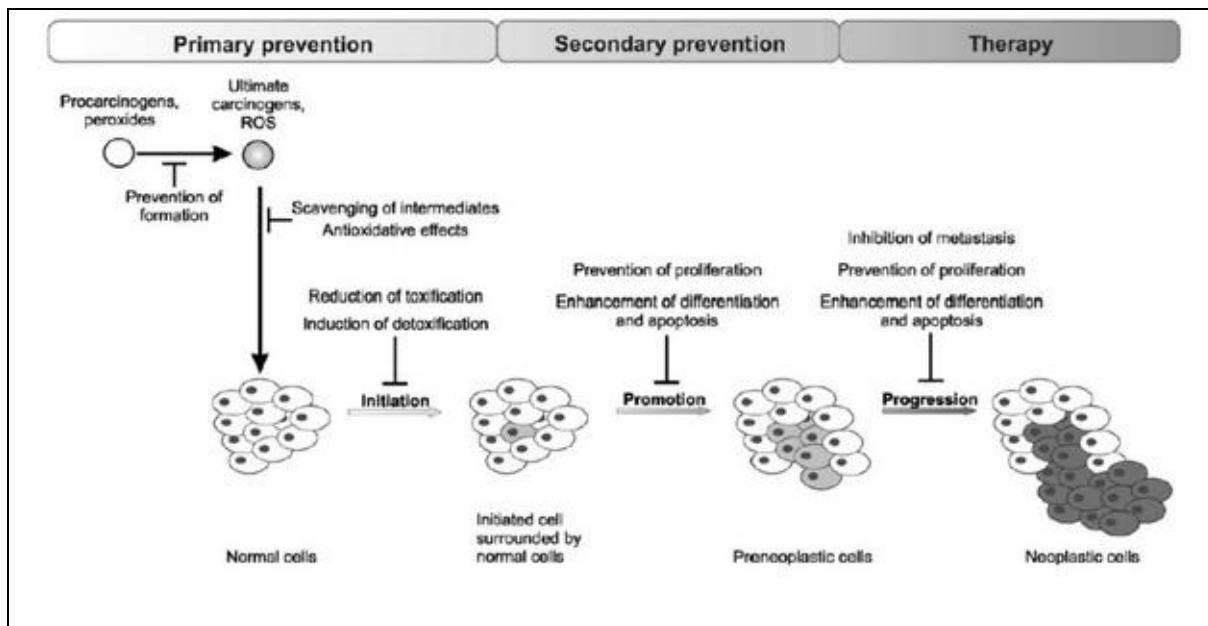 Primary prevention
Secondary prevention
Therapy
Procarcinogens,
peroxides
Ultimate
carcinogens,
ROS
Prevention of
formation
Scavenging of intermediates
Antioxidative effects
Reduction of toxification
Induction of detoxification
Prevention of proliferation
Enhancement of differentiation
and apoptosis
Inhibition of metastasis
Prevention of proliferation
Enhancement of differentiation
and apoptosis
Initiation
Promotion
Progression
Normal cells
Initiated cell
surrounded by
normal cells
Preneoplastic cells
Neoplastic cells